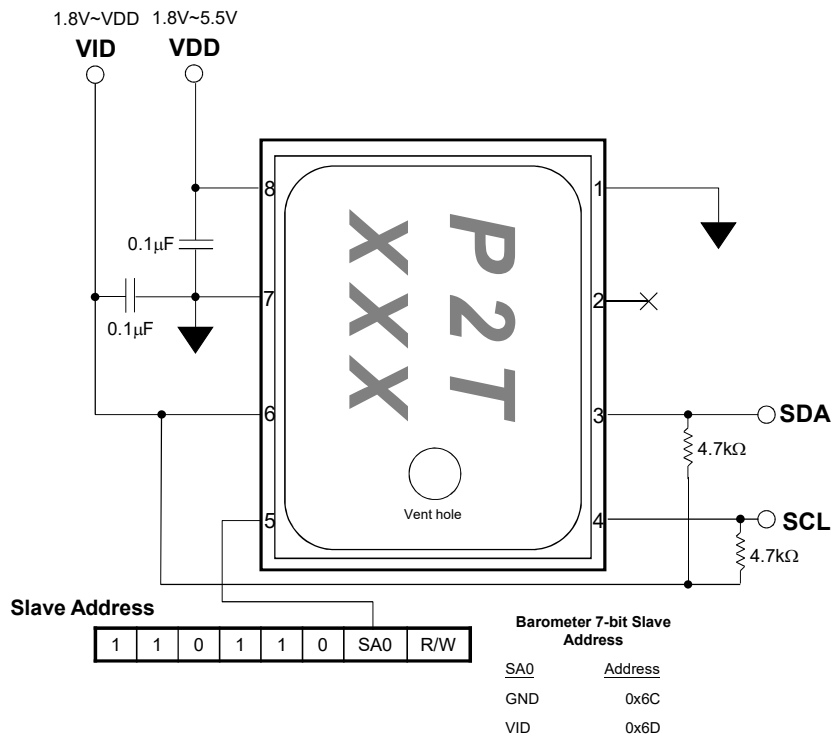 1.8V~VDD 1.8V~5.5V
VID VDD
8
1
P2T
XXX
0.1µF
7
2
0.1µF
6
3
SDA
4.7kΩ
Vent hole
5
4
SCL
4.7kΩ
Slave Address
1 1 0 1 1 0 SA0 R/W
Barometer 7-bit Slave
Address
SA0 Address
GND 0x6C
VID 0x6D